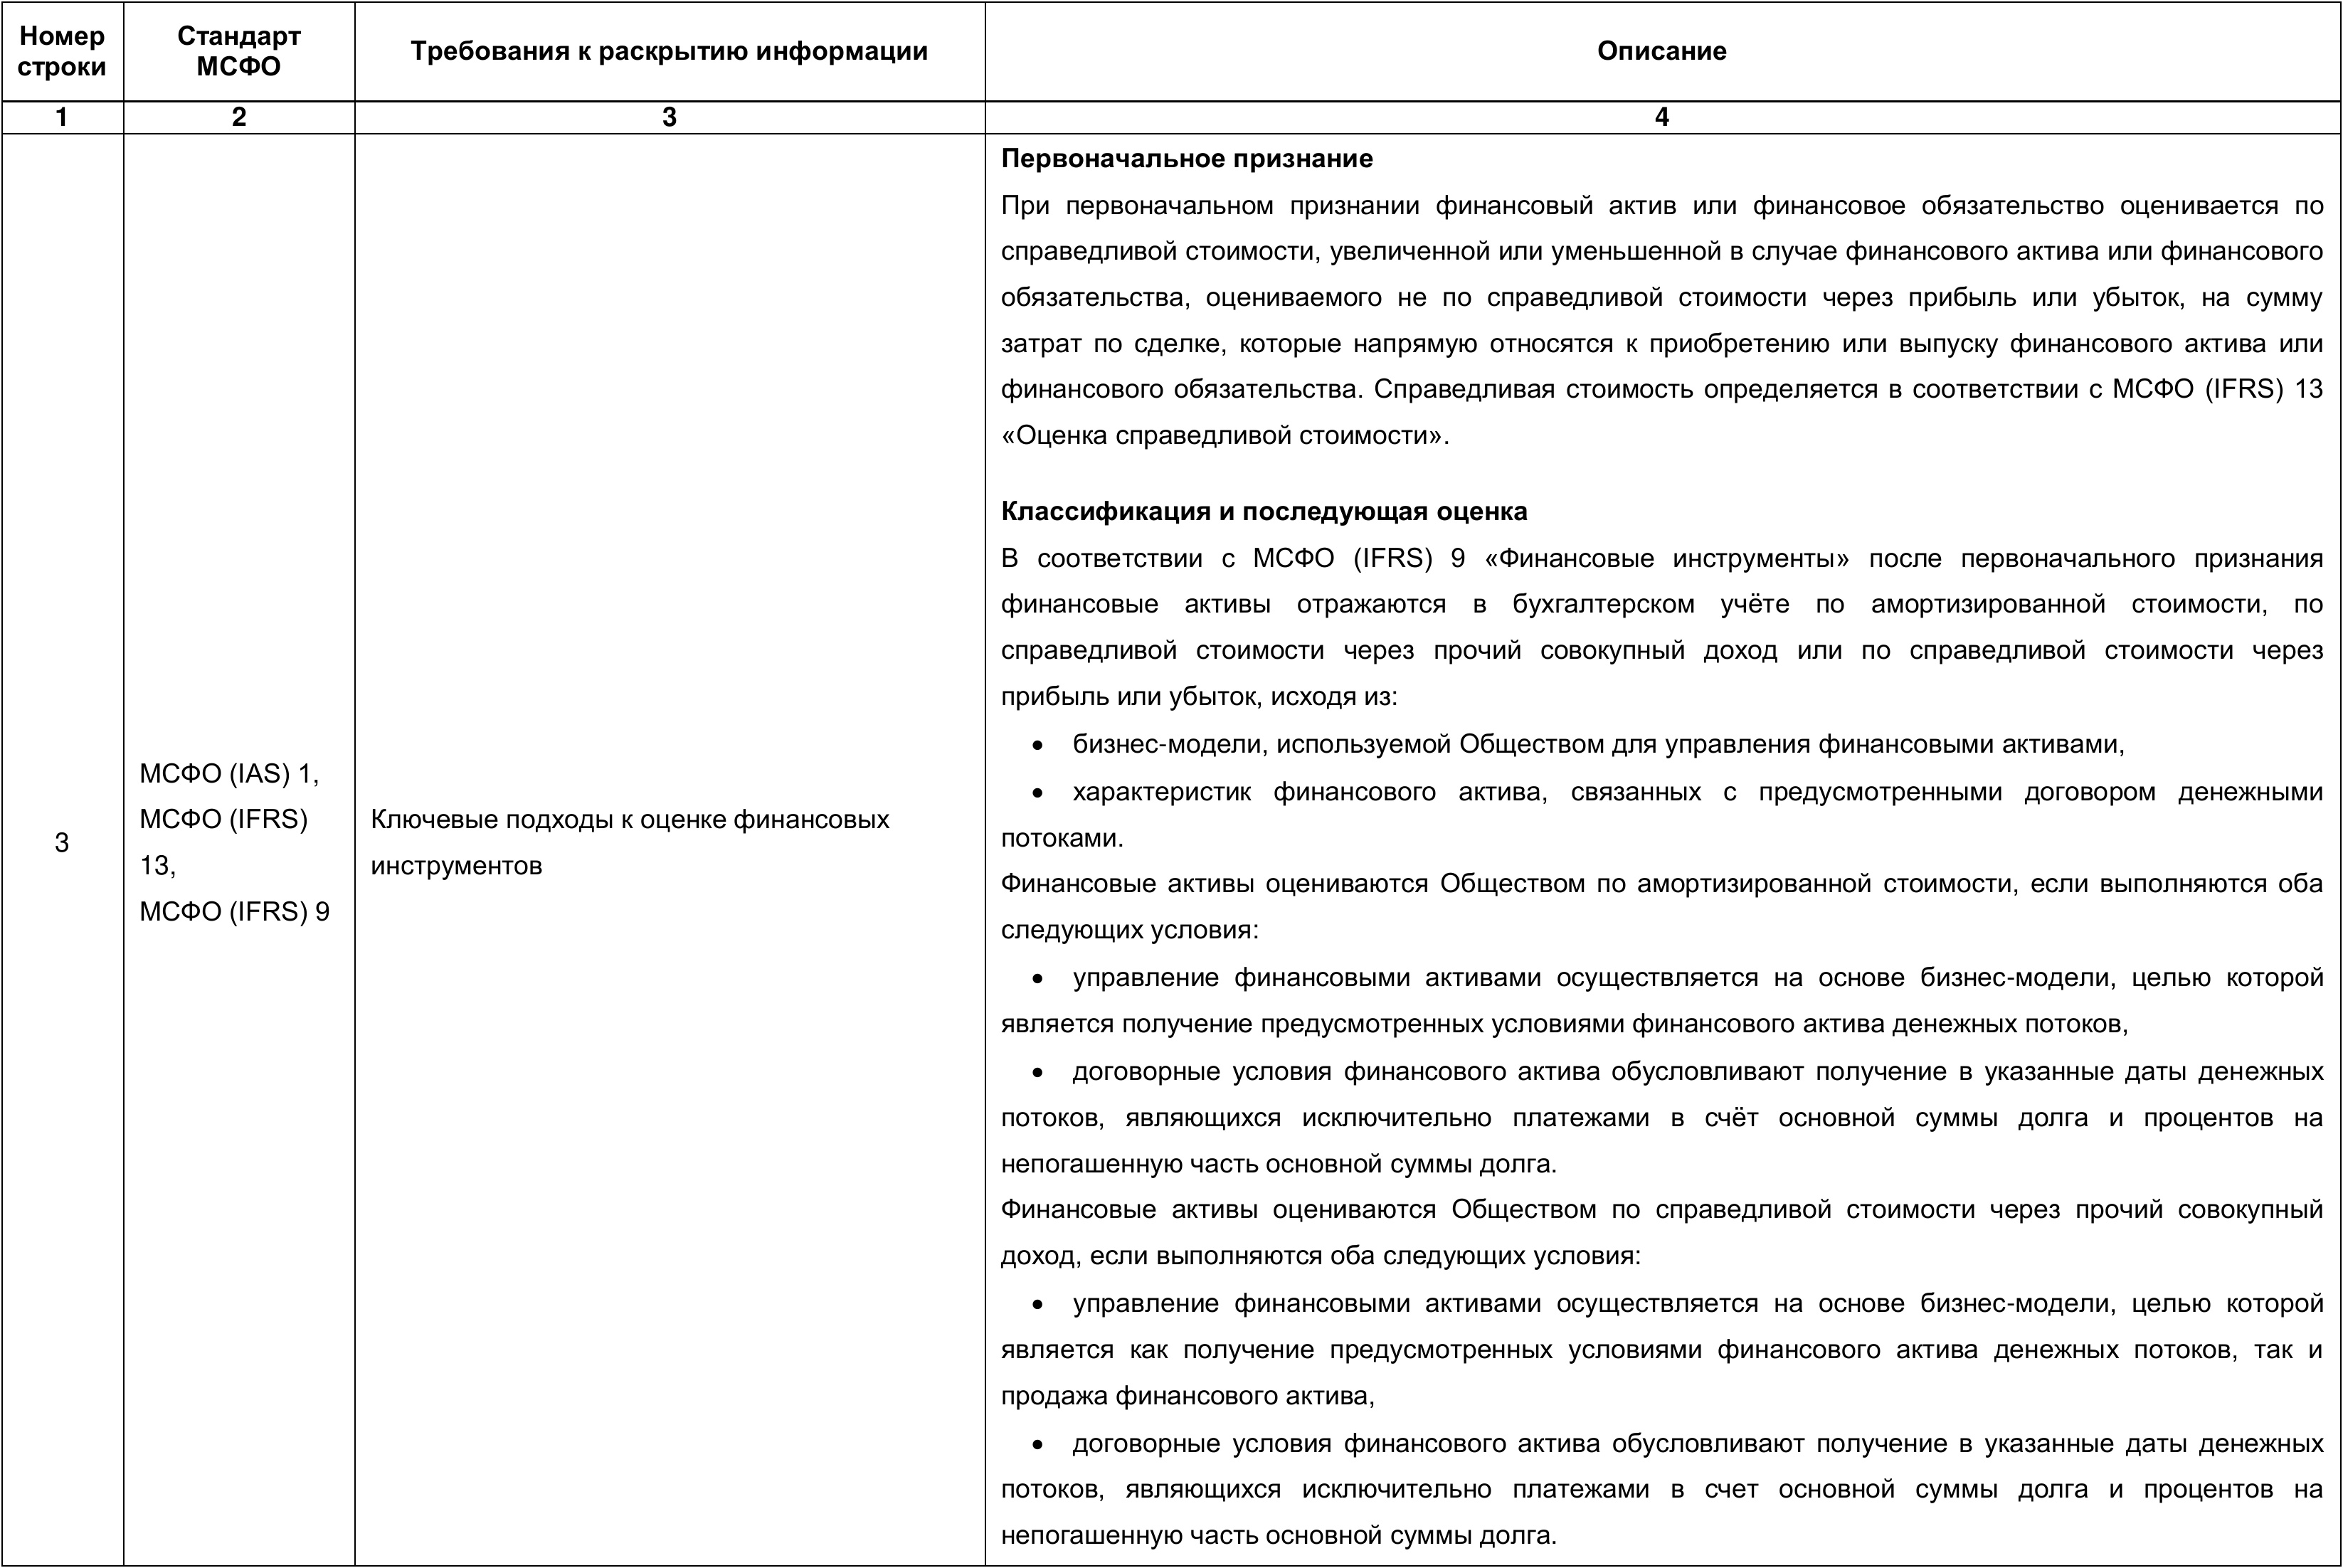 Номер строки
Стандарт МСФО
Требования к раскрытию информации
Описание
1
2
3
4
3
МСФО (IAS) 1,
МСФО (IFRS)
13,
МСФО (IFRS) 9
Ключевые подходы к оценке финансовых
инструментов
Первоначальное признание
При первоначальном признании финансовый актив или финансовое обязательство оценивается по
справедливой стоимости, увеличенной или уменьшенной в случае финансового актива или финансового
обязательства, оцениваемого не по справедливой стоимости через прибыль или убыток, на сумму
затрат по сделке, которые напрямую относятся к приобретению или выпуску финансового актива или
финансового обязательства. Справедливая стоимость определяется в соответствии с МСФО (IFRS) 13
«Оценка справедливой стоимости».
Классификация и последующая оценка
В соответствии с МСФО (IFRS) 9 «Финансовые инструменты» после первоначального признания
финансовые активы отражаются в бухгалтерском учёте по амортизированной стоимости, по
справедливой стоимости через прочий совокупный доход или по справедливой стоимости через
прибыль или убыток, исходя из:
• бизнес-модели, используемой Обществом для управления финансовыми активами,
• характеристик финансового актива, связанных с предусмотренными договором денежными
потоками.
Финансовые активы оцениваются Обществом по амортизированной стоимости, если выполняются оба
следующих условия:
• управление финансовыми активами осуществляется на основе бизнес-модели, целью которой
является получение предусмотренных условиями финансового актива денежных потоков,
• договорные условия финансового актива обусловливают получение в указанные даты денежных
потоков, являющихся исключительно платежами в счёт основной суммы долга и процентов на
непогашенную часть основной суммы долга.
Финансовые активы оцениваются Обществом по справедливой стоимости через прочий совокупный
доход, если выполняются оба следующих условия:
• управление финансовыми активами осуществляется на основе бизнес-модели, целью которой
является как получение предусмотренных условиями финансового актива денежных потоков, так и
продажа финансового актива,
• договорные условия финансового актива обусловливают получение в указанные даты денежных
потоков, являющихся исключительно платежами в счет основной суммы долга и процентов на
непогашенную часть основной суммы долга.